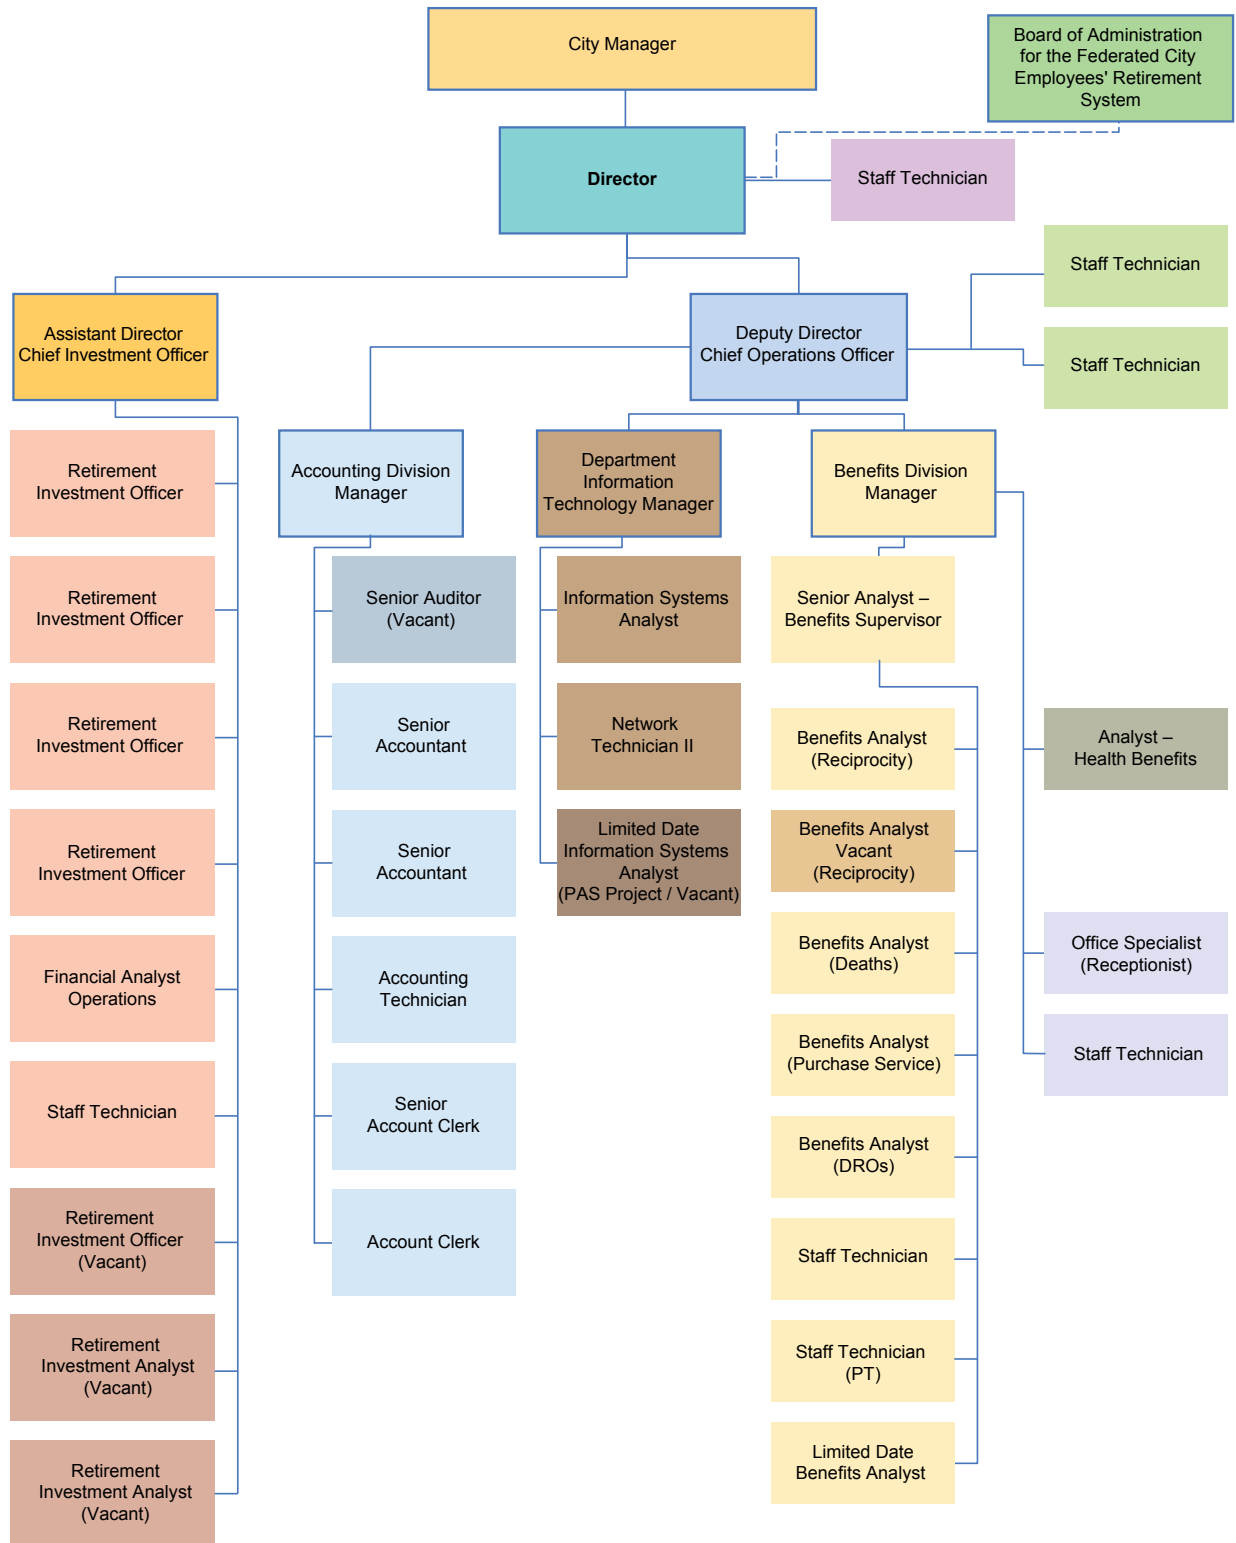 City Manager
Board of Administration
for the Federated City
Employees' Retirement
System
Director
Staff Technician
Staff Technician
Staff Technician
Assistant Director
Chief Investment Officer
Deputy Director
Chief Operations Officer
Retirement
Investment Officer
Retirement
Investment Officer
Retirement
Investment Officer
Retirement
Investment Officer
Financial Analyst
Operations
Staff Technician
Retirement
Investment Officer
(Vacant)
Retirement
Investment Analyst
(Vacant)
Retirement
Investment Analyst
(Vacant)
Accounting Division
Manager
Senior Auditor
(Vacant)
Senior
Accountant
Senior
Accountant
Accounting
Technician
Senior
Account Clerk
Account Clerk
Department
Information
Technology Manager
Information Systems
Analyst
Network
Technician II
Limited Date
Information Systems
Analyst
(PAS Project / Vacant)
Benefits Division
Manager
Senior Analyst –
Benefits Supervisor
Benefits Analyst
(Reciprocity)
Benefits Analyst
Vacant
(Reciprocity)
Benefits Analyst
(Deaths)
Benefits Analyst
(Purchase Service)
Benefits Analyst
(DROs)
Staff Technician
Staff Technician
(PT)
Limited Date
Benefits Analyst
Analyst –
Health Benefits
Office Specialist
(Receptionist)
Staff Technician